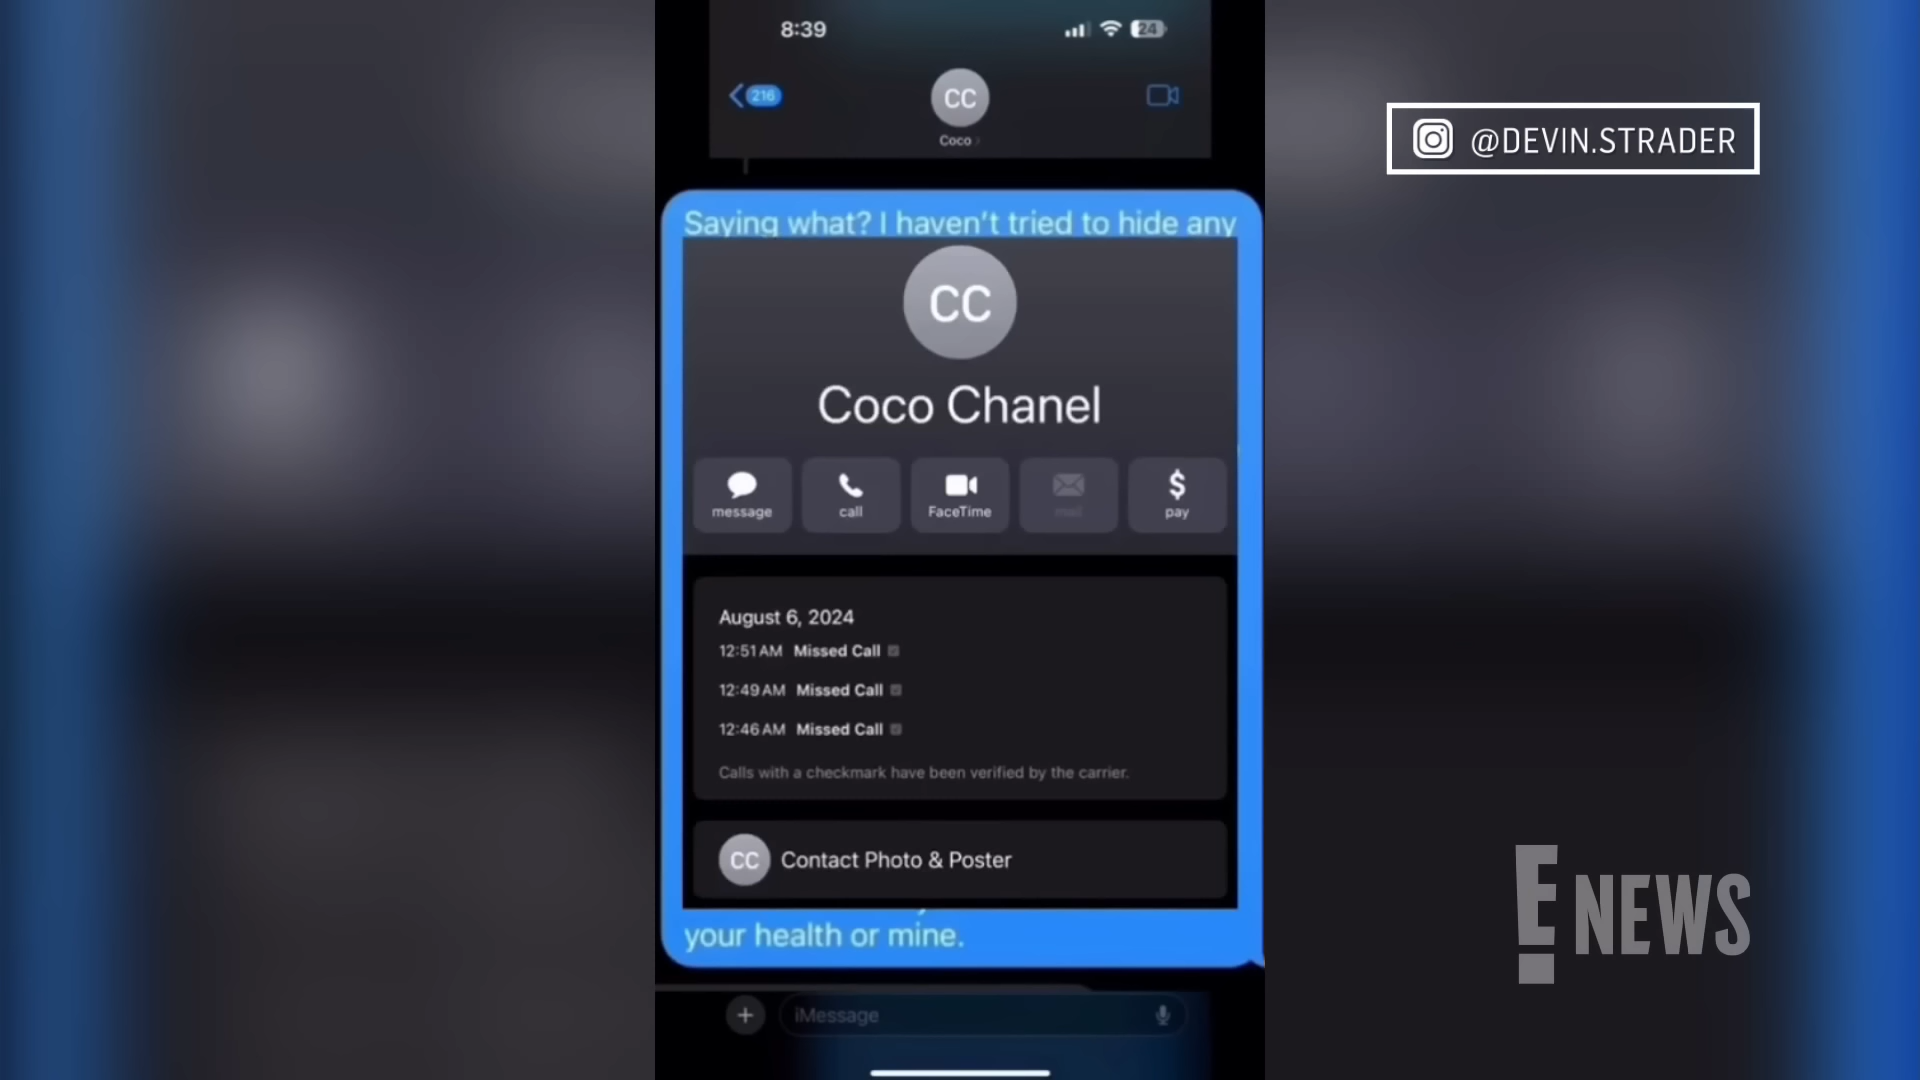 8:39
24
216
CC
Coco
@DEVIN.STRADER
Saying what? I haven't tried to hide any
CC
Coco Chanel
message
call
FaceTime
mail
pay
August 6, 2024
12:51 AM Missed Call
12:49 AM Missed Call
12:46 AM Missed Call
Calls with a checkmark have been verified by the carrier.
CC Contact Photo & Poster
your health or mine.
iMessage
E NEWS